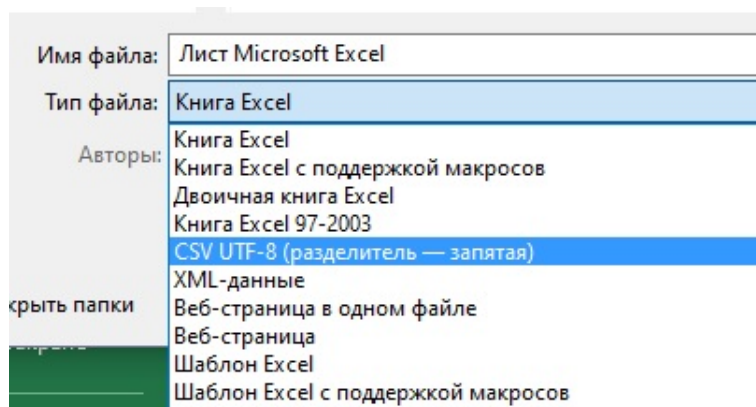 Имя файла: Лист Microsoft Excel
Тип файла: Книга Excel
Авторы:
Книга Excel
Книга Excel с поддержкой макросов
Двоичная книга Excel
Книга Excel 97-2003
CSV UTF-8 (разделитель — запятая)
XML-данные
Веб-страница в одном файле
Веб-страница
Шаблон Excel
Шаблон Excel с поддержкой макросов
папки